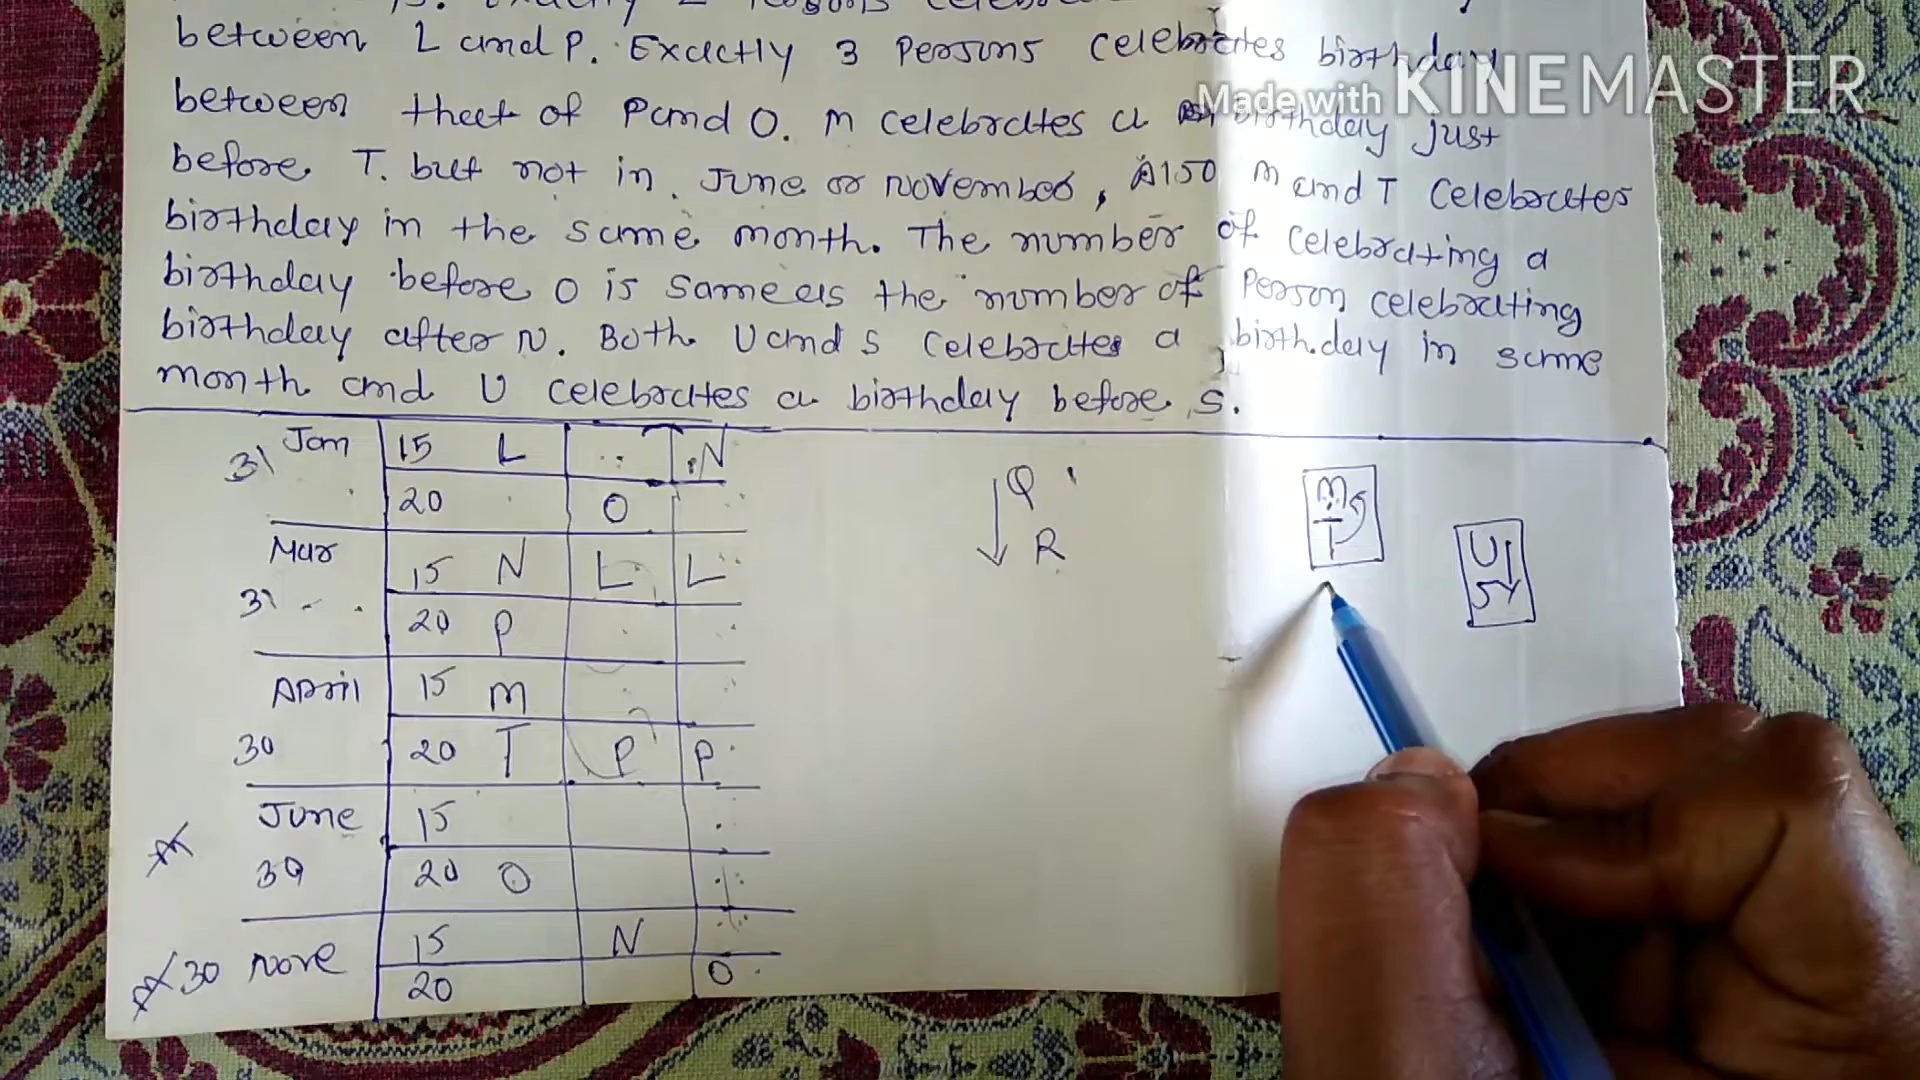 between L and P. Exactly 3 Persons celebrates birthday
Made with KINEMASTER
between that of P and O. M celebrates a birthday just
before T. but not in June or November, Also M and T celebrates
birthday in the same month. The number of celebrating a
birthday before O is same as the number of Person celebrating
birthday after N. Both U and S celebrates a birthday in same
month and U celebrates a birthday before S.
31 Jan 15 L N
20 O
Mar 15 N L L
31 20 P
April 15 M
30 20 T P P
June 15
30 20 O
30 Nove 15 N
20 O
Q
R
M
T
U
S